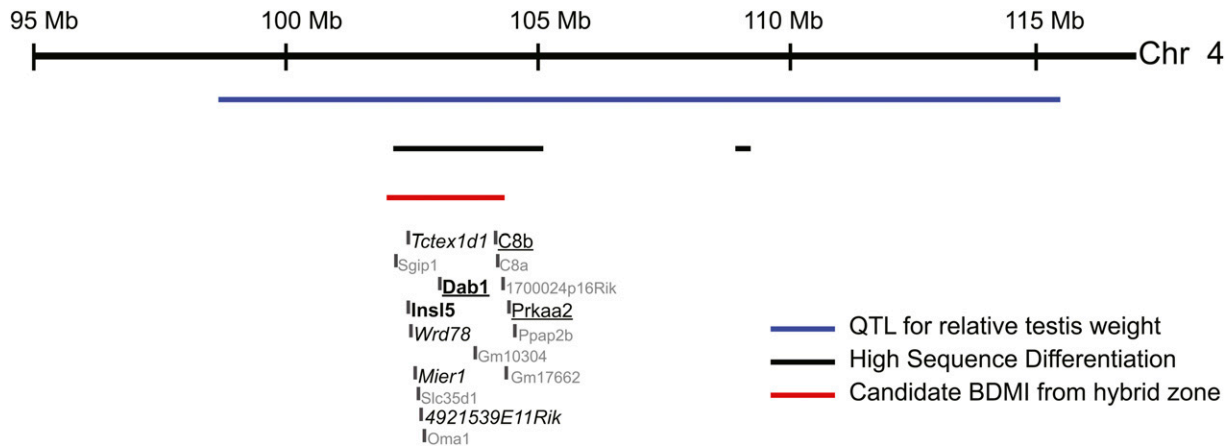 95 Mb 100 Mb 105 Mb 110 Mb 115 Mb
Chr 4
Tctex1d1 C8b
Sgip1 C8a
Dab1 1700024p16Rik
Insl5 Prkaa2
Wrd78 Ppap2b
Gm10304
Mier1 Gm17662
Slc35d1
4921539E11Rik
Oma1
QTL for relative testis weight
High Sequence Differentiation
Candidate BDMI from hybrid zone